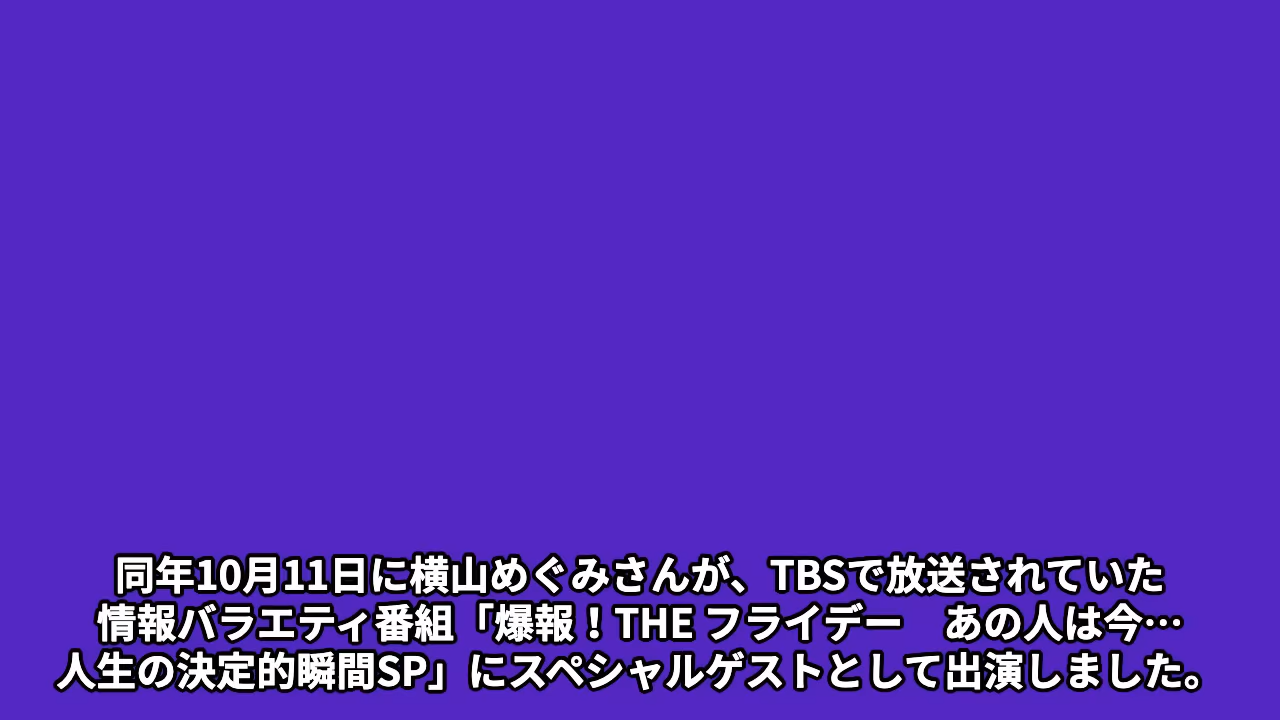 同年10月11日に横山めぐみさんが、TBSで放送されていた
情報バラエティ番組「爆報！THE フライデー　あの人は今…
人生の決定的瞬間SP」にスペシャルゲストとして出演しました。